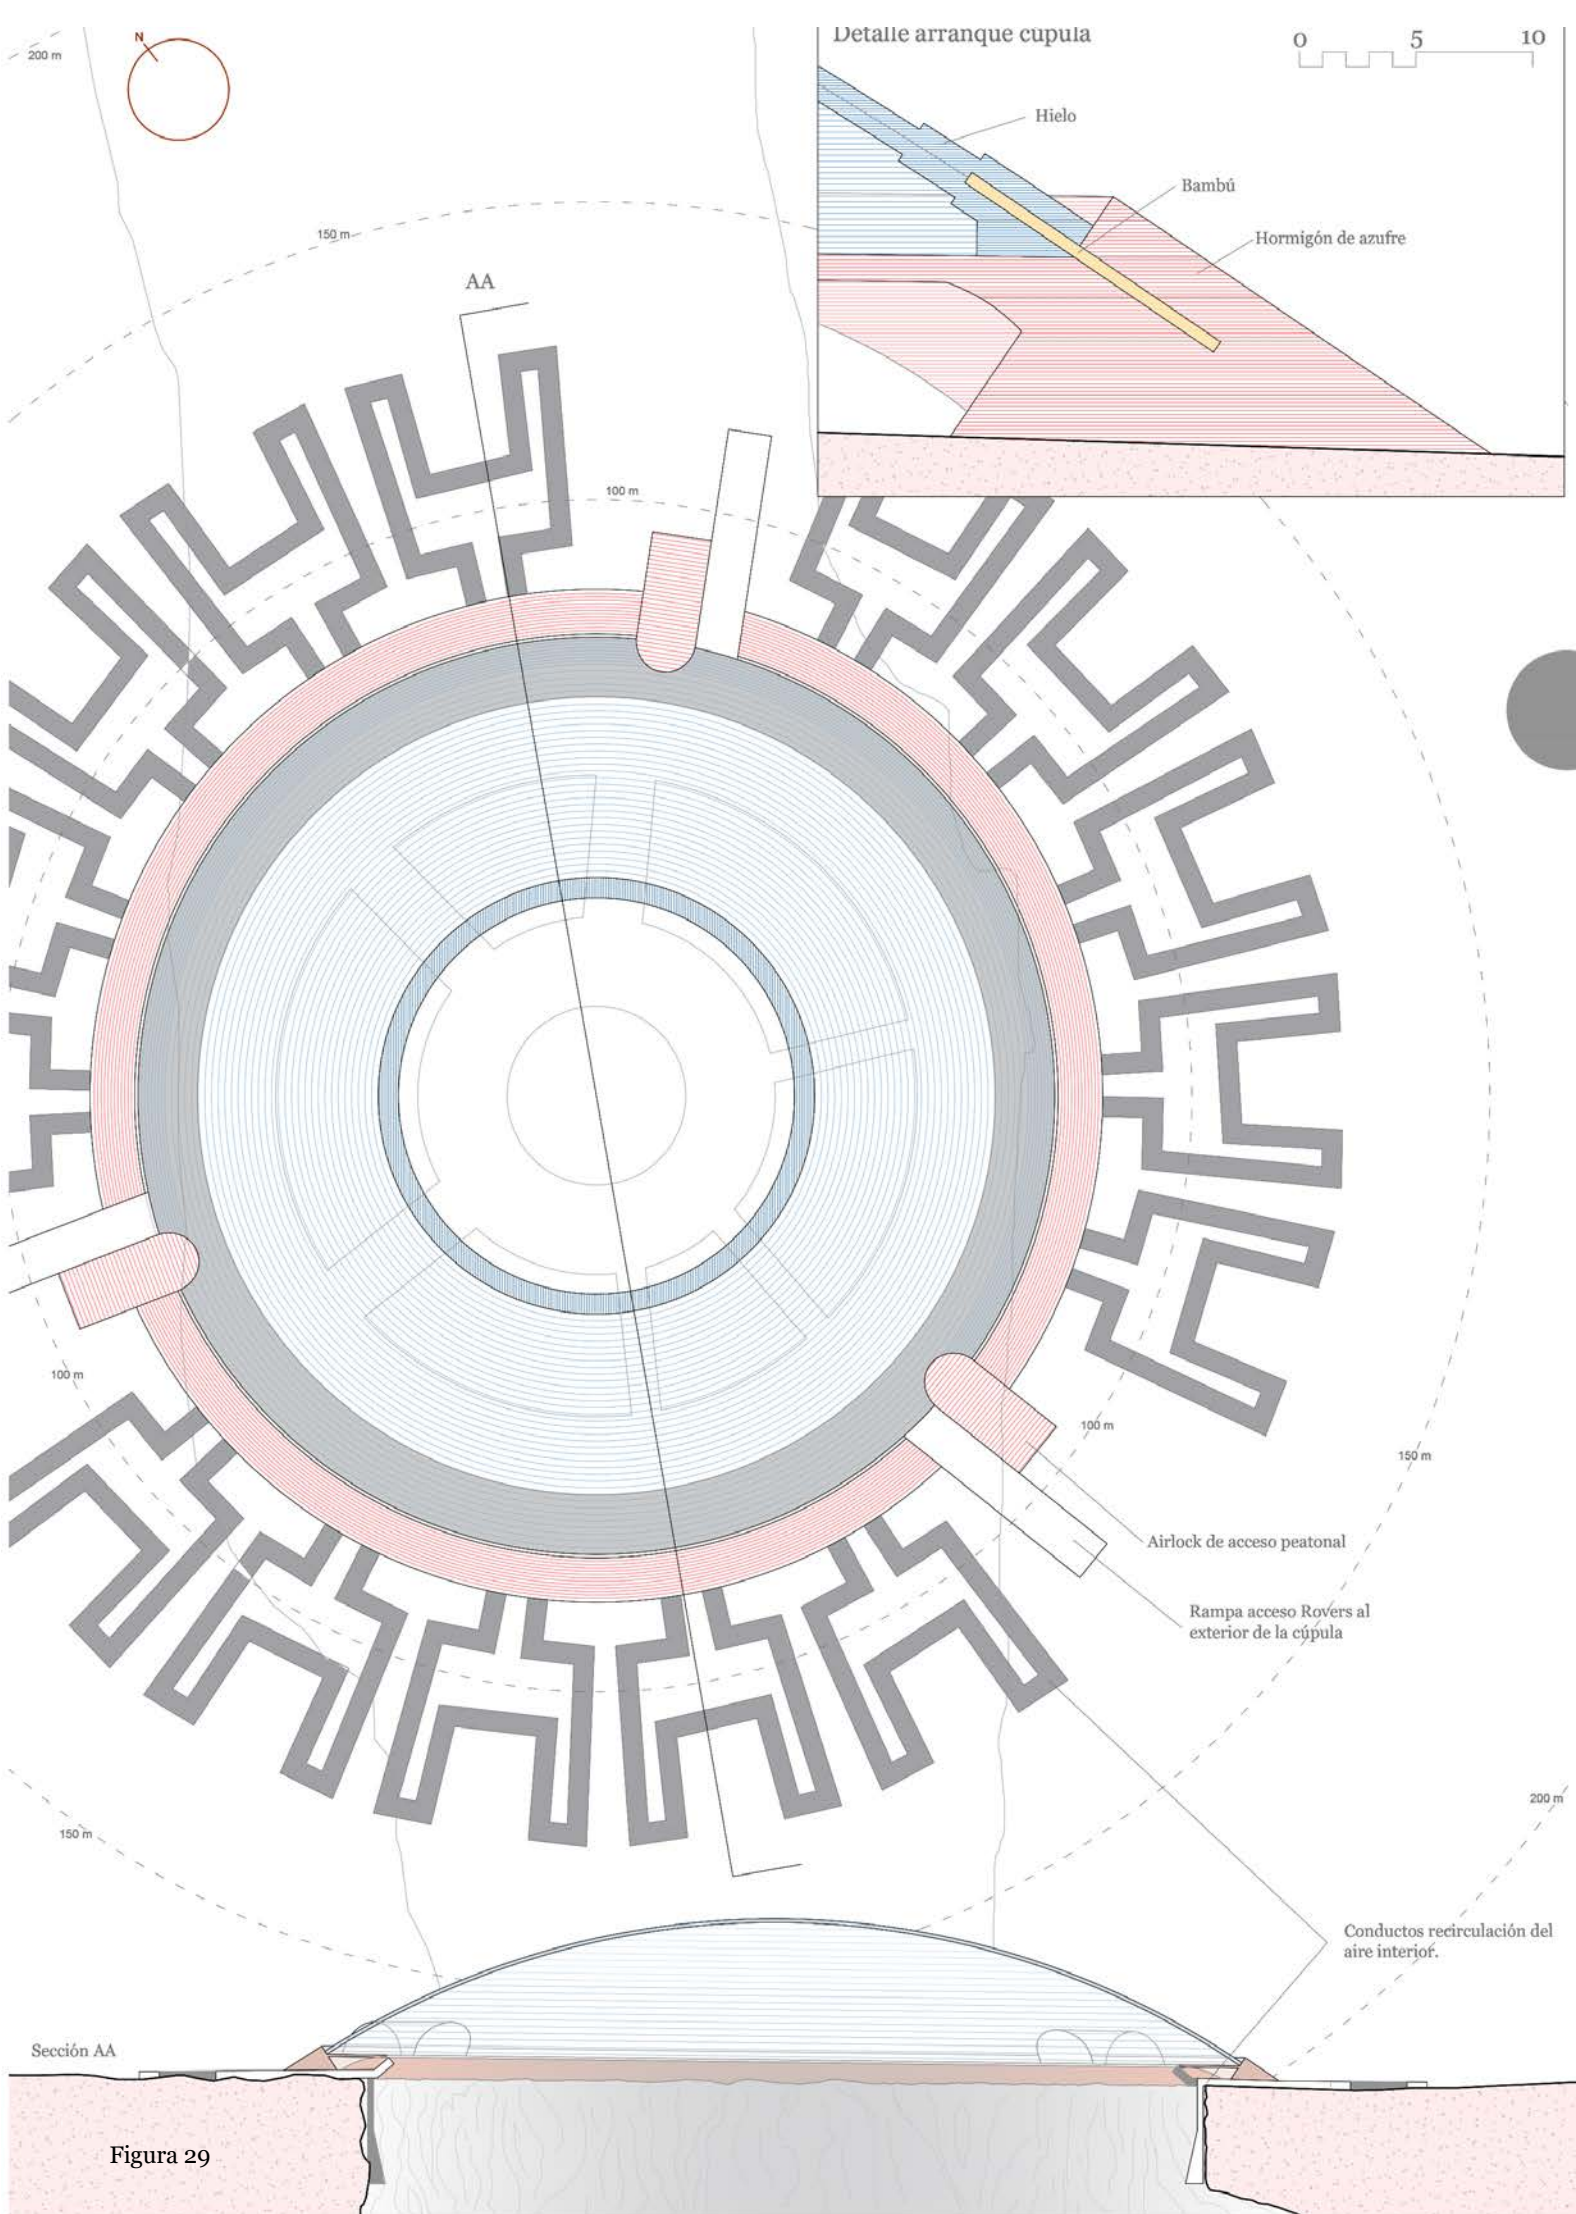 N
200 m
Detalle arranque cúpula
0 5 10
Hielo
Bambú
Hormigón de azufre
150 m
AA
100 m
100 m
100 m
150 m
Airlock de acceso peatonal
Rampa acceso Rovers al
exterior de la cúpula
200 m
150 m
Conductos recirculación del
aire interior.
Sección AA
Figura 29